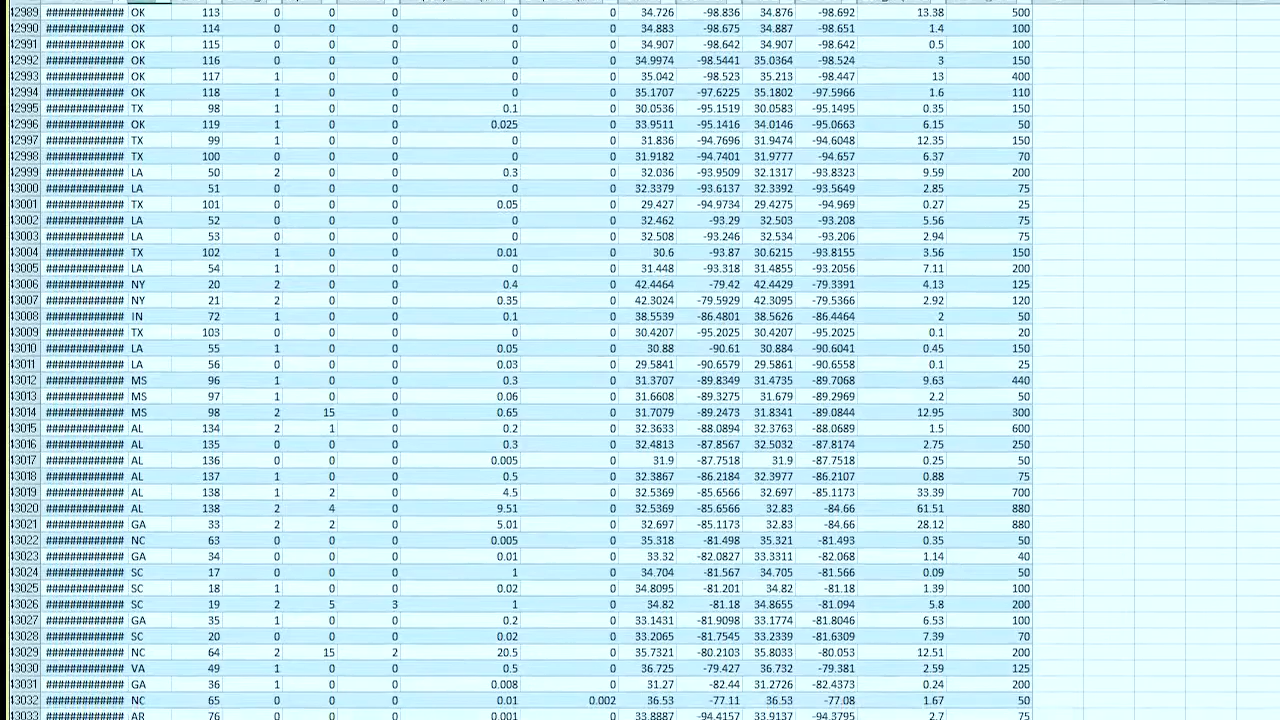 12989 ############# OK 113 0 0 0 0 0 34.726 -98.836 34.876 -98.692 13.38 500
12990 ############# OK 114 0 0 0 0 0 34.883 -98.675 34.887 -98.651 1.4 100
12991 ############# OK 115 0 0 0 0 0 34.907 -98.642 34.907 -98.642 0.5 100
12992 ############# OK 116 0 0 0 0 0 34.9974 -98.5441 35.0364 -98.524 3 150
12993 ############# OK 117 1 0 0 0 0 35.042 -98.523 35.213 -98.447 13 400
12994 ############# OK 118 1 0 0 0 0 35.1707 -97.6225 35.1802 -97.5966 1.6 110
12995 ############# TX 98 1 0 0 0.1 0 30.0536 -95.1519 30.0583 -95.1495 0.35 150
12996 ############# OK 119 1 0 0 0.025 0 33.9511 -95.1416 34.0146 -95.0663 6.15 50
12997 ############# TX 99 1 0 0 0 0 31.836 -94.7696 31.9474 -94.6048 12.35 150
12998 ############# TX 100 0 0 0 0 0 31.9182 -94.7401 31.9777 -94.657 6.37 70
12999 ############# LA 50 2 0 0 0.3 0 32.036 -93.9509 32.1317 -93.8323 9.59 200
13000 ############# LA 51 0 0 0 0 0 32.3379 -93.6137 32.3392 -93.5649 2.85 75
13001 ############# TX 101 0 0 0 0.05 0 29.427 -94.9734 29.4275 -94.969 0.27 25
13002 ############# LA 52 0 0 0 0 0 32.462 -93.29 32.503 -93.208 5.56 75
13003 ############# LA 53 0 0 0 0 0 32.508 -93.246 32.534 -93.206 2.94 75
13004 ############# TX 102 1 0 0 0.01 0 30.6 -93.87 30.6215 -93.8155 3.56 150
13005 ############# LA 54 1 0 0 0 0 31.448 -93.318 31.4855 -93.2056 7.11 200
13006 ############# NY 20 2 0 0 0.4 0 42.4464 -79.42 42.4429 -79.3391 4.13 125
13007 ############# NY 21 2 0 0 0.35 0 42.3024 -79.5929 42.3095 -79.5366 2.92 120
13008 ############# IN 72 1 0 0 0.1 0 38.5539 -86.4801 38.5626 -86.4464 2 50
13009 ############# TX 103 0 0 0 0 0 30.4207 -95.2025 30.4207 -95.2025 0.1 20
13010 ############# LA 55 1 0 0 0.05 0 30.88 -90.61 30.884 -90.6041 0.45 150
13011 ############# LA 56 0 0 0 0.03 0 29.5841 -90.6579 29.5861 -90.6558 0.1 25
13012 ############# MS 96 1 0 0 0.3 0 31.3707 -89.8349 31.4735 -89.7068 9.63 440
13013 ############# MS 97 1 0 0 0.06 0 31.6608 -89.3275 31.679 -89.2969 2.2 50
13014 ############# MS 98 2 15 0 0.65 0 31.7079 -89.2473 31.8341 -89.0844 12.95 300
13015 ############# AL 134 2 1 0 0.2 0 32.3633 -88.0894 32.3763 -88.0689 1.5 600
13016 ############# AL 135 0 0 0 0.3 0 32.4813 -87.8567 32.5032 -87.8174 2.75 250
13017 ############# AL 136 0 0 0 0.005 0 31.9 -87.7518 31.9 -87.7518 0.25 50
13018 ############# AL 137 1 0 0 0.5 0 32.3867 -86.2184 32.3977 -86.2107 0.88 75
13019 ############# AL 138 1 2 0 4.5 0 32.5369 -85.6566 32.697 -85.1173 33.39 700
13020 ############# AL 138 2 4 0 9.51 0 32.5369 -85.6566 32.83 -84.66 61.51 880
13021 ############# GA 33 2 2 0 5.01 0 32.697 -85.1173 32.83 -84.66 28.12 880
13022 ############# NC 63 0 0 0 0.005 0 35.318 -81.498 35.321 -81.493 0.35 50
13023 ############# GA 34 0 0 0 0.01 0 33.32 -82.0827 33.3311 -82.068 1.14 40
13024 ############# SC 17 0 0 0 1 0 34.704 -81.567 34.705 -81.566 0.09 50
13025 ############# SC 18 1 0 0 0.02 0 34.8095 -81.201 34.82 -81.18 1.39 100
13026 ############# SC 19 2 5 3 1 0 34.82 -81.18 34.8655 -81.094 5.8 200
13027 ############# GA 35 1 0 0 0.2 0 33.1431 -81.9098 33.1774 -81.8046 6.53 100
13028 ############# SC 20 0 0 0 0.02 0 33.2065 -81.7545 33.2339 -81.6309 7.39 70
13029 ############# NC 64 2 15 2 20.5 0 35.7321 -80.2103 35.8033 -80.053 12.51 200
13030 ############# VA 49 1 0 0 0.5 0 36.725 -79.427 36.732 -79.381 2.59 125
13031 ############# GA 36 1 0 0 0.008 0 31.27 -82.44 31.2726 -82.4373 0.24 200
13032 ############# NC 65 0 0 0 0.01 0.002 36.53 -77.11 36.53 -77.08 1.67 50
13033 ############# AR 76 0 0 0 0.001 0 33.8887 -94.4157 33.9137 -94.3795 2.7 75